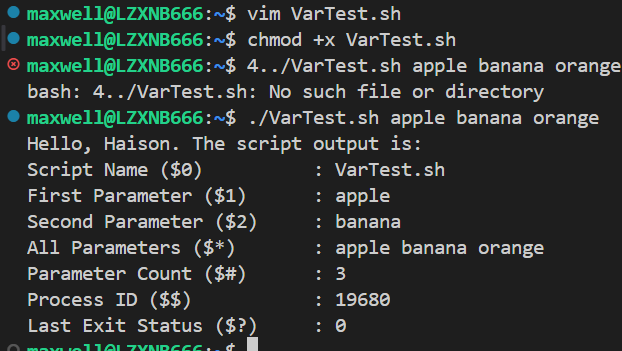 maxwell@LZXNB666:~$ vim VarTest.sh
maxwell@LZXNB666:~$ chmod +x VarTest.sh
maxwell@LZXNB666:~$ 4../VarTest.sh apple banana orange
bash: 4../VarTest.sh: No such file or directory
maxwell@LZXNB666:~$ ./VarTest.sh apple banana orange
Hello, Haison. The script output is:
Script Name ($0)         : VarTest.sh
First Parameter ($1)     : apple
Second Parameter ($2)    : banana
All Parameters ($*)      : apple banana orange
Parameter Count ($#)     : 3
Process ID ($$)          : 19680
Last Exit Status ($?)    : 0
maxwell@LZXNB666:~$